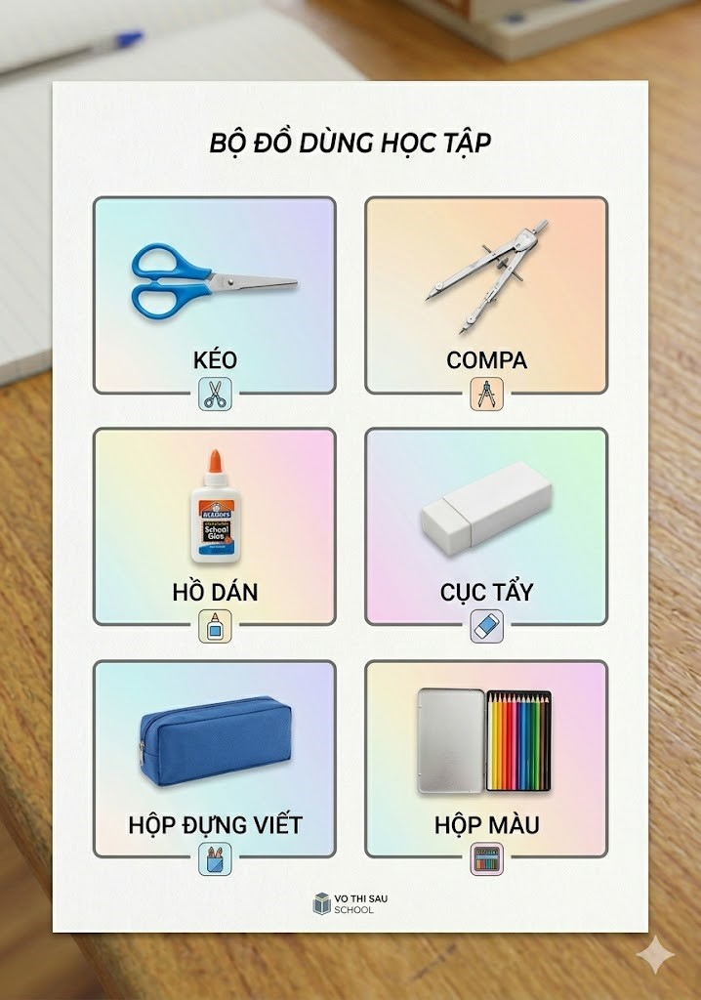 BỘ ĐỒ DÙNG HỌC TẬP
KÉO
COMPA
School
HỒ DÁN
CỤC TẨY
HỘP ĐỰNG VIẾT
HỘP MÀU
VO THI SAU
SCHOOL